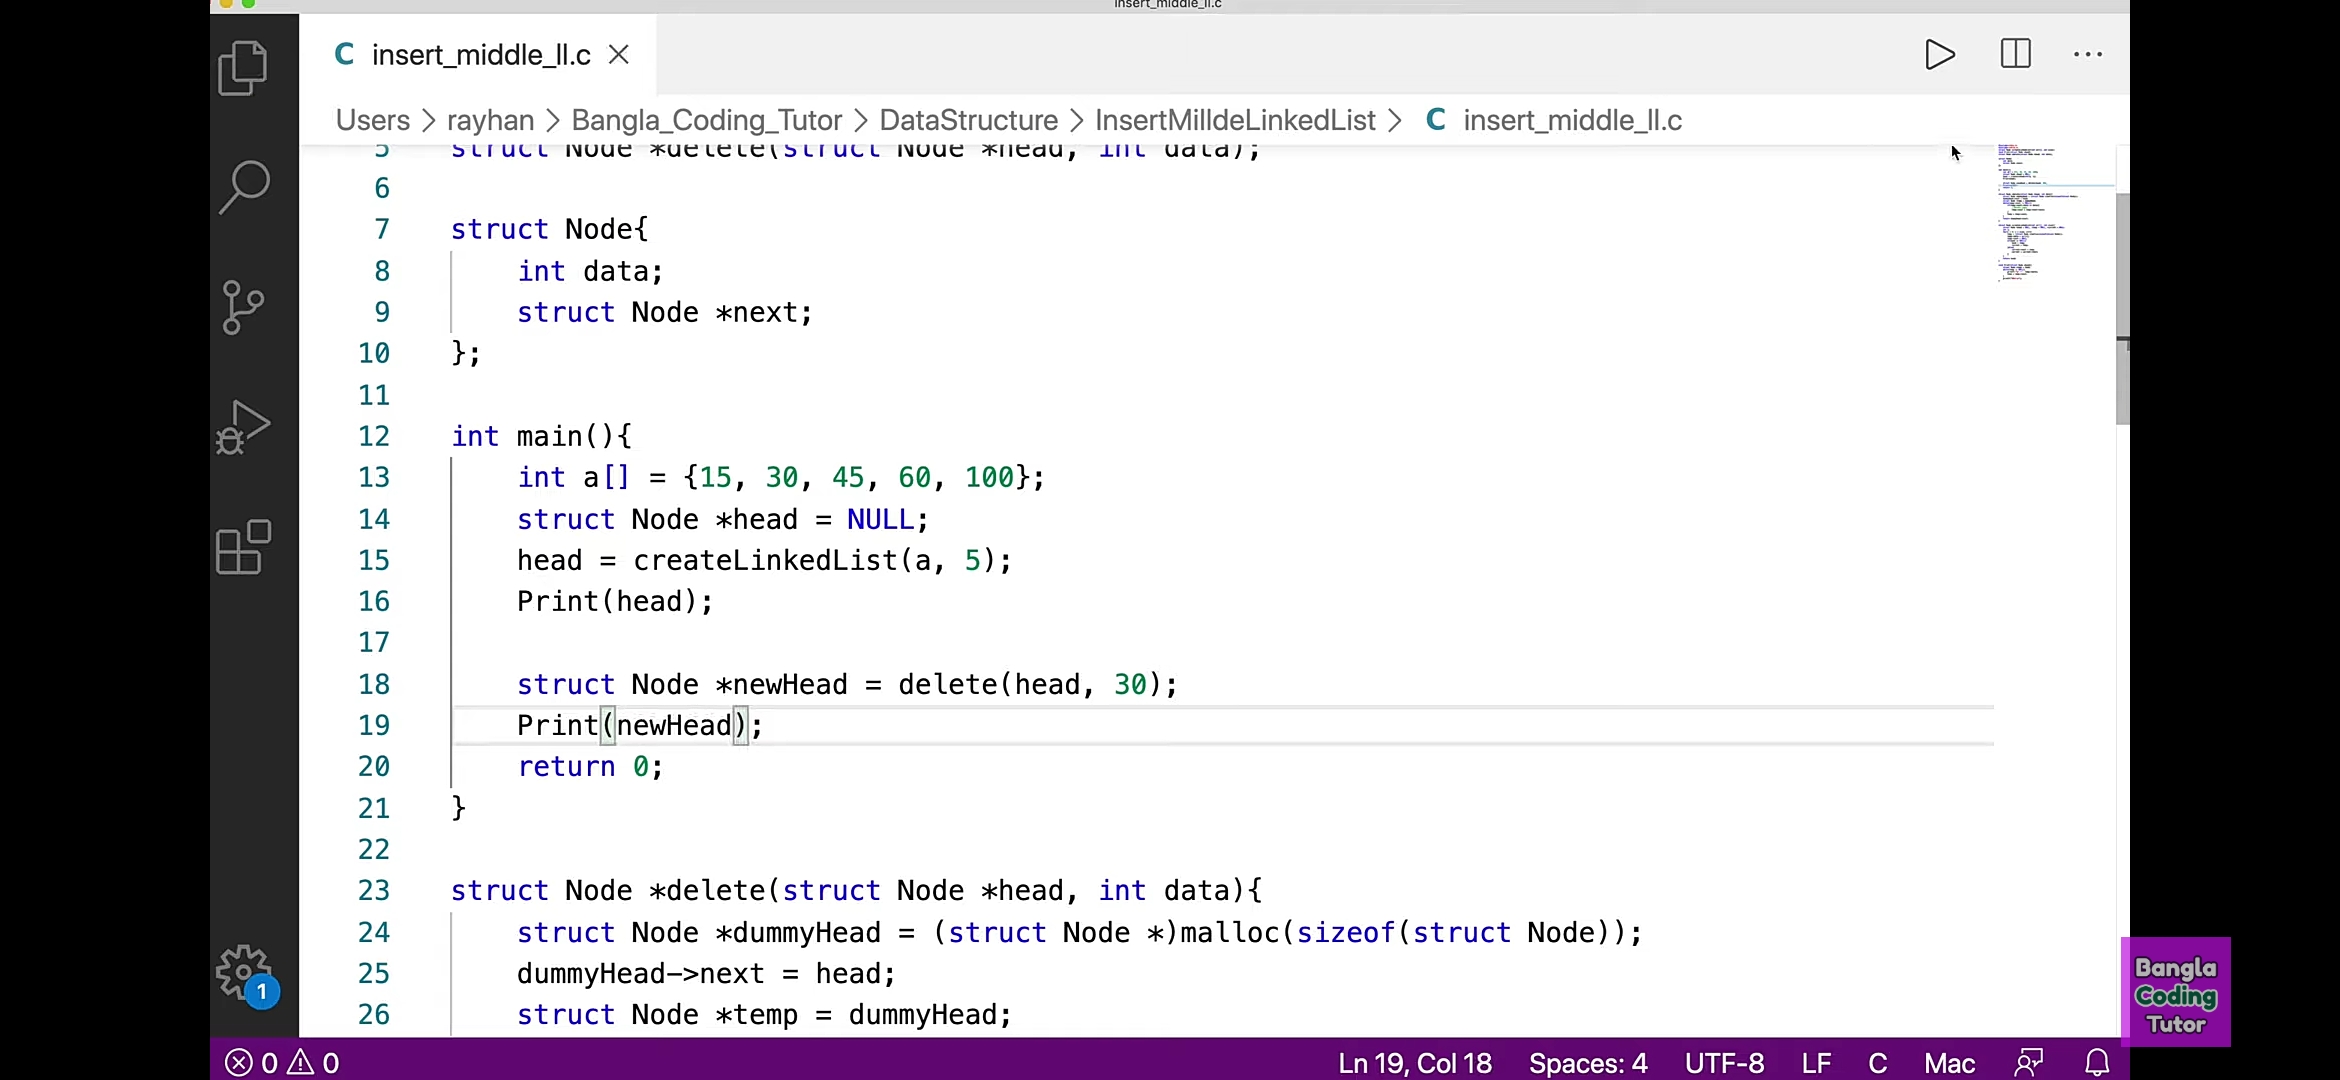 insert_middle_ll.c
C insert_middle_ll.c
Users > rayhan > Bangla_Coding_Tutor > DataStructure > InsertMilldeLinkedList > C insert_middle_ll.c
5 struct Node *delete(struct Node *head, int data);
6
7 struct Node{
8     int data;
9     struct Node *next;
10 };
11
12 int main(){
13     int a[] = {15, 30, 45, 60, 100};
14     struct Node *head = NULL;
15     head = createLinkedList(a, 5);
16     Print(head);
17
18     struct Node *newHead = delete(head, 30);
19     Print(newHead);
20     return 0;
21 }
22
23 struct Node *delete(struct Node *head, int data){
24     struct Node *dummyHead = (struct Node *)malloc(sizeof(struct Node));
25     dummyHead->next = head;
26     struct Node *temp = dummyHead;
1
Bangla
Coding
Tutor
0 0 Ln 19, Col 18 Spaces: 4 UTF-8 LF C Mac